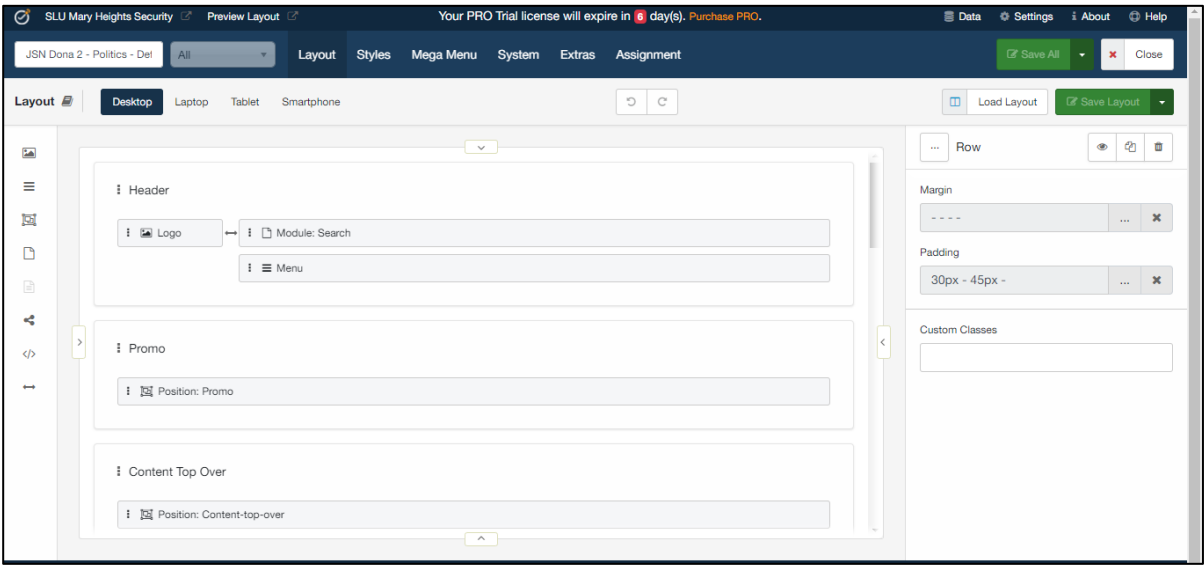 SLU Mary Heights Security Preview Layout Your PRO Trial license will expire in 6 day(s). Purchase PRO. Data Settings i About Help
JSN Dona 2 - Politics - Def All Layout Styles Mega Menu System Extras Assignment Save All Close
Layout Desktop Laptop Tablet Smartphone Load Layout Save Layout
... Row
Header
Margin
Logo Module: Search
- - - - ...
Menu
Padding
30px - 45px - ...
Custom Classes
Promo
Position: Promo
Content Top Over
Position: Content-top-over